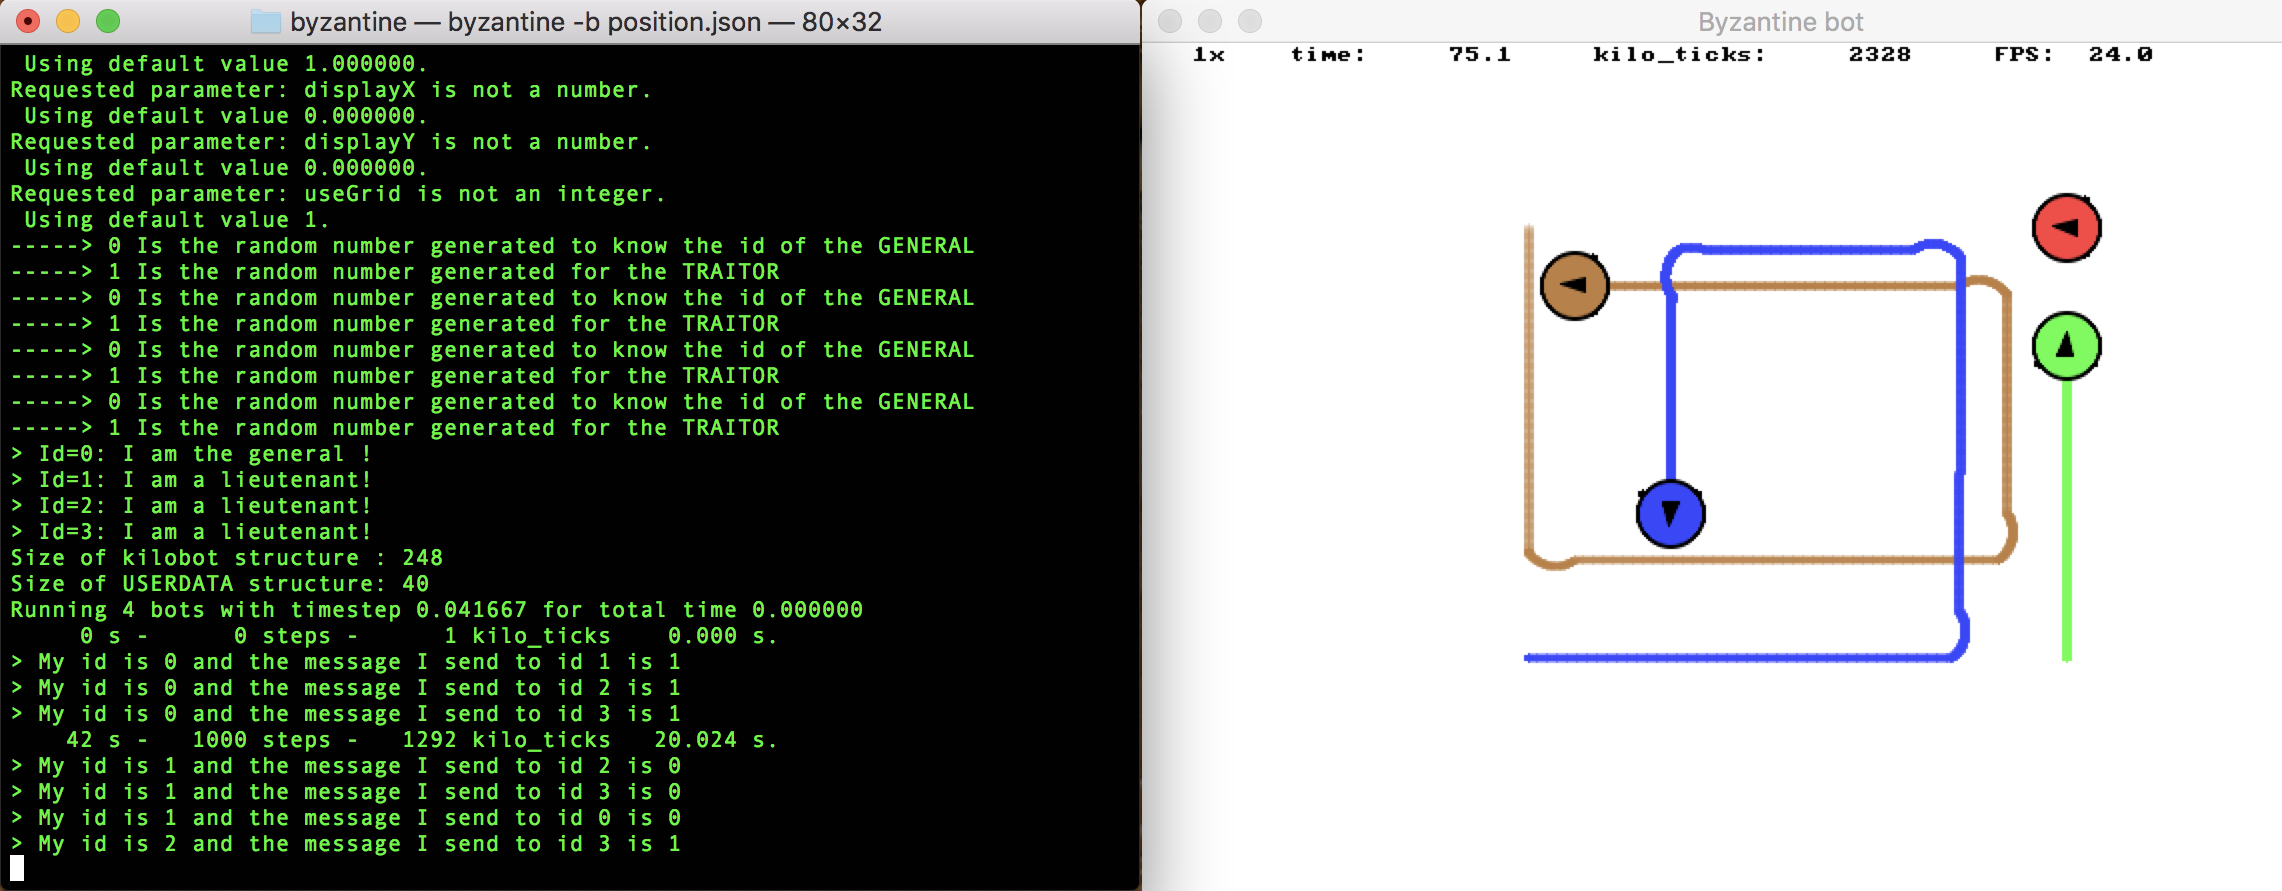 byzantine — byzantine -b position.json — 80×32
 Using default value 1.000000.
Requested parameter: displayX is not a number.
 Using default value 0.000000.
Requested parameter: displayY is not a number.
 Using default value 0.000000.
Requested parameter: useGrid is not an integer.
 Using default value 1.
-----> 0 Is the random number generated to know the id of the GENERAL
-----> 1 Is the random number generated for the TRAITOR
-----> 0 Is the random number generated to know the id of the GENERAL
-----> 1 Is the random number generated for the TRAITOR
-----> 0 Is the random number generated to know the id of the GENERAL
-----> 1 Is the random number generated for the TRAITOR
-----> 0 Is the random number generated to know the id of the GENERAL
-----> 1 Is the random number generated for the TRAITOR
> Id=0: I am the general !
> Id=1: I am a lieutenant!
> Id=2: I am a lieutenant!
> Id=3: I am a lieutenant!
Size of kilobot structure : 248
Size of USERDATA structure: 40
Running 4 bots with timestep 0.041667 for total time 0.000000
     0 s -      0 steps -      1 kilo_ticks    0.000 s.
> My id is 0 and the message I send to id 1 is 1
> My id is 0 and the message I send to id 2 is 1
> My id is 0 and the message I send to id 3 is 1
    42 s -   1000 steps -   1292 kilo_ticks   20.024 s.
> My id is 1 and the message I send to id 2 is 0
> My id is 1 and the message I send to id 3 is 0
> My id is 1 and the message I send to id 0 is 0
> My id is 2 and the message I send to id 3 is 1
Byzantine bot
1x time: 75.1 kilo_ticks: 2328 FPS: 24.0